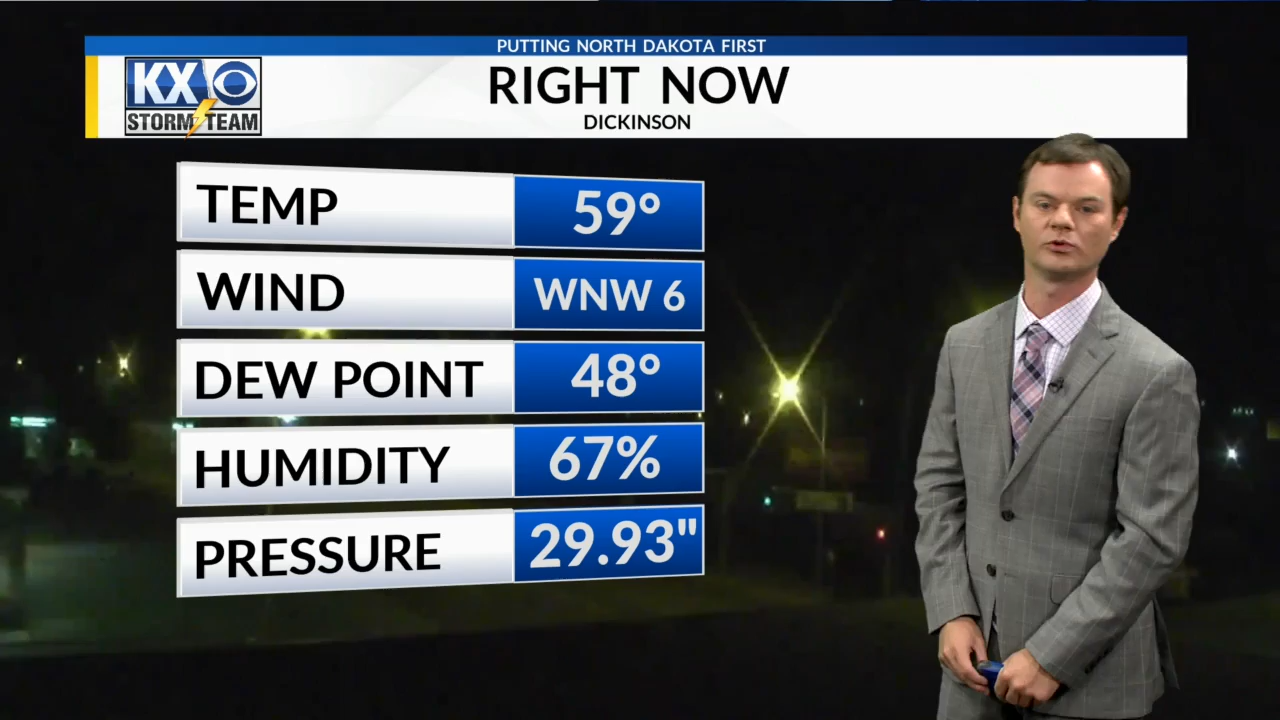 PUTTING NORTH DAKOTA FIRST
KX
STORM TEAM
RIGHT NOW
DICKINSON
TEMP 59°
WIND WNW 6
DEW POINT 48°
HUMIDITY 67%
PRESSURE 29.93"